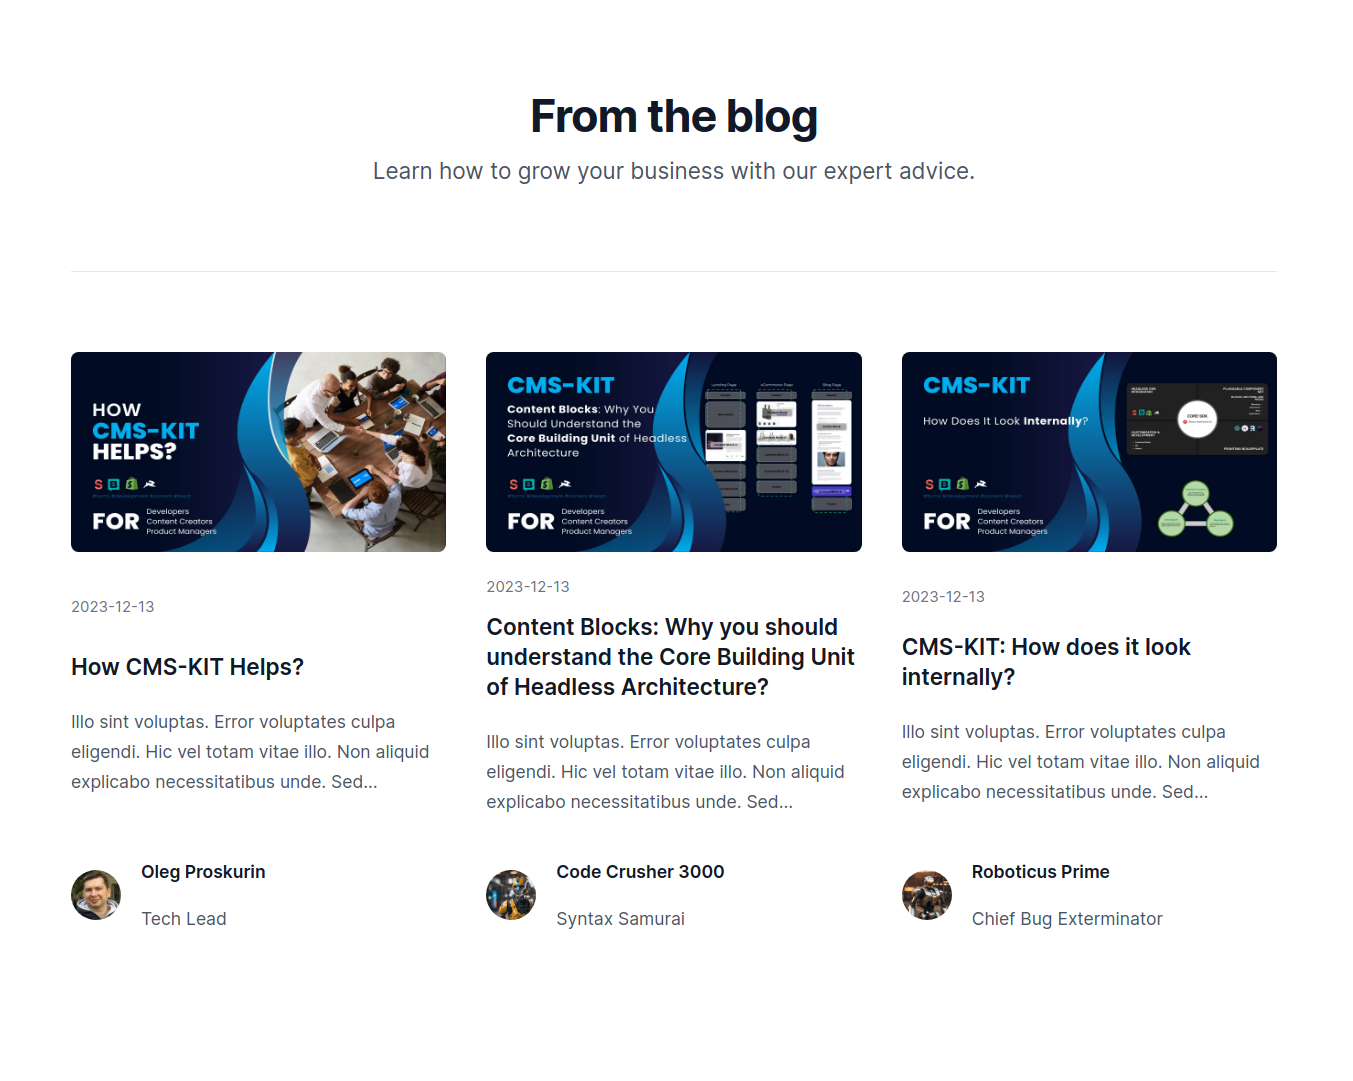 From the blog
Learn how to grow your business with our expert advice.
HOW
CMS-KIT
HELPS?
FOR
Developers
Content Creators
Product Managers
2023-12-13
How CMS-KIT Helps?
Illo sint voluptas. Error voluptates culpa
eligendi. Hic vel totam vitae illo. Non aliquid
explicabo necessitatibus unde. Sed...
Oleg Proskurin
Tech Lead
CMS-KIT
Content Blocks: Why You
Should Understand the
Core Building Unit of Headless
Architecture
Landing Page
eCommerce Page
Blog Page
FOR
Developers
Content Creators
Product Managers
2023-12-13
Content Blocks: Why you should
understand the Core Building Unit
of Headless Architecture?
Illo sint voluptas. Error voluptates culpa
eligendi. Hic vel totam vitae illo. Non aliquid
explicabo necessitatibus unde. Sed...
Code Crusher 3000
Syntax Samurai
CMS-KIT
How Does It Look Internally?
CORE SDK
FOR
Developers
Content Creators
Product Managers
2023-12-13
CMS-KIT: How does it look
internally?
Illo sint voluptas. Error voluptates culpa
eligendi. Hic vel totam vitae illo. Non aliquid
explicabo necessitatibus unde. Sed...
Roboticus Prime
Chief Bug Exterminator